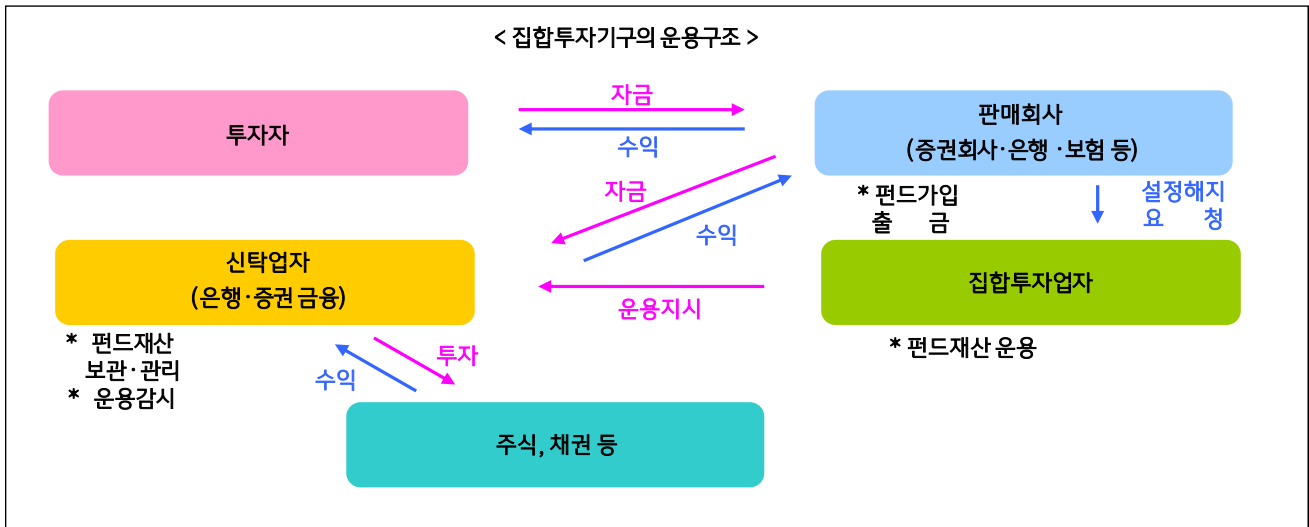 < 집합투자기구의 운용구조 >
투자자
자금
수익
판매회사
(증권회사·은행 ·보험 등)
* 펀드가입
출 금
설정해지
요 청
자금
수익
신탁업자
(은행·증권 금융)
운용지시
집합투자업자
* 펀드재산
보관·관리
* 운용감시
* 펀드재산 운용
투자
수익
주식, 채권 등